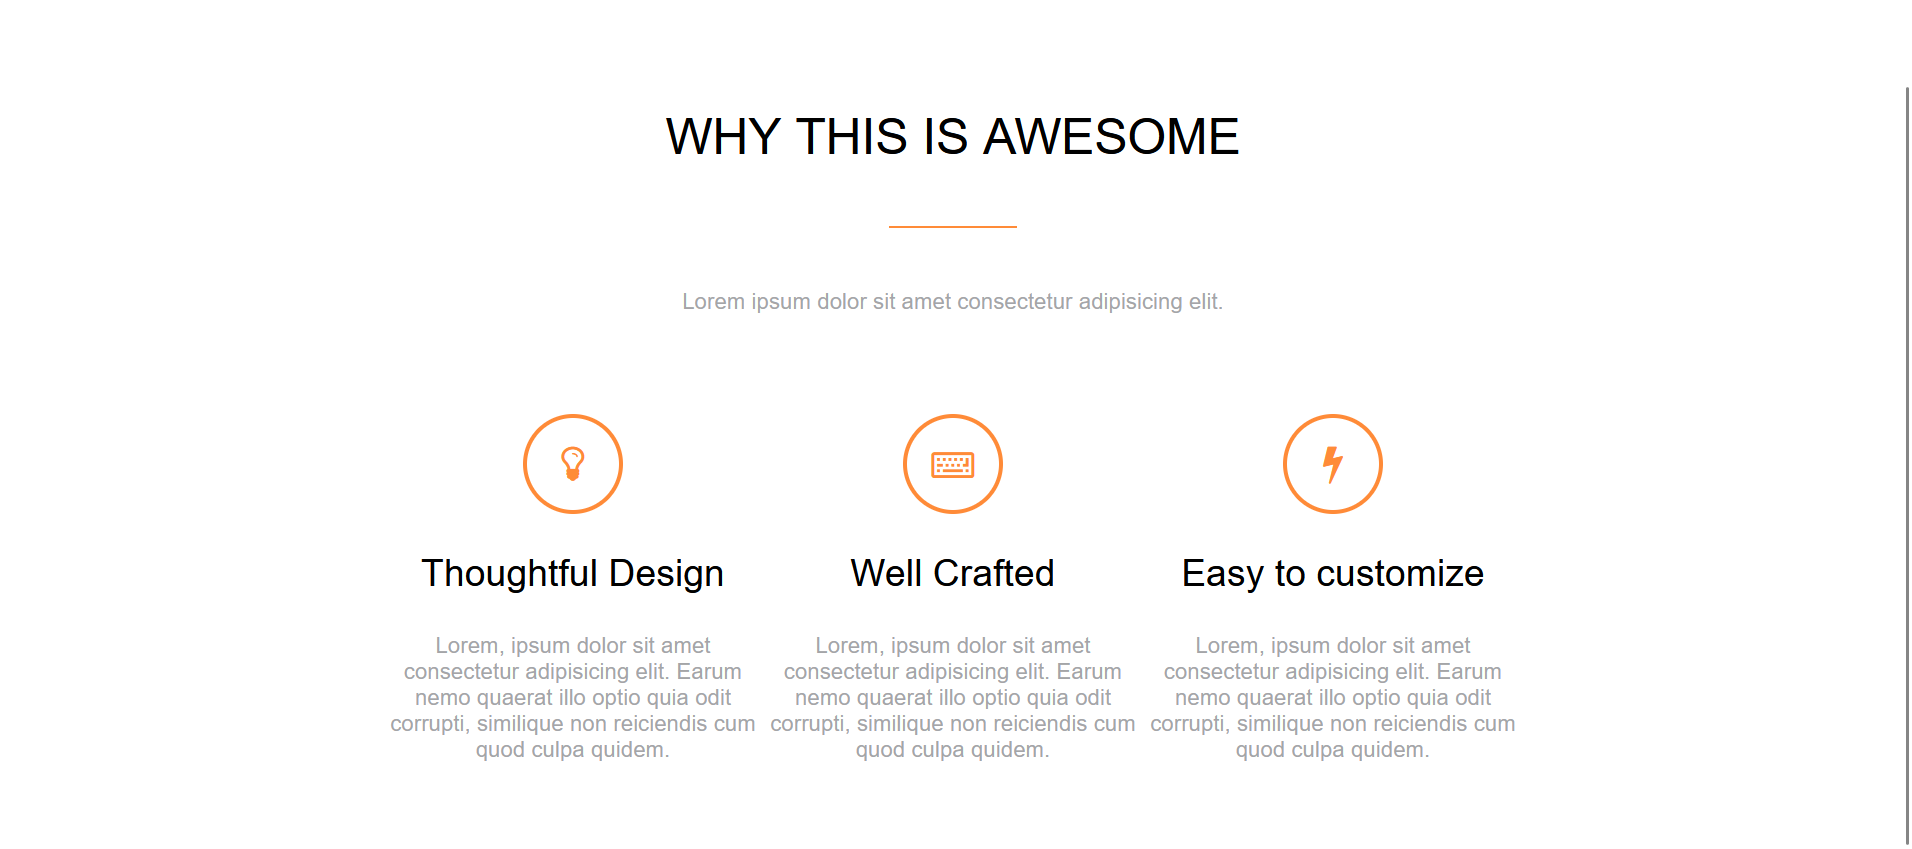 WHY THIS IS AWESOME
Lorem ipsum dolor sit amet consectetur adipisicing elit.
Thoughtful Design
Lorem, ipsum dolor sit amet
consectetur adipisicing elit. Earum
nemo quaerat illo optio quia odit
corrupti, similique non reiciendis cum
quod culpa quidem.
Well Crafted
Lorem, ipsum dolor sit amet
consectetur adipisicing elit. Earum
nemo quaerat illo optio quia odit
corrupti, similique non reiciendis cum
quod culpa quidem.
Easy to customize
Lorem, ipsum dolor sit amet
consectetur adipisicing elit. Earum
nemo quaerat illo optio quia odit
corrupti, similique non reiciendis cum
quod culpa quidem.